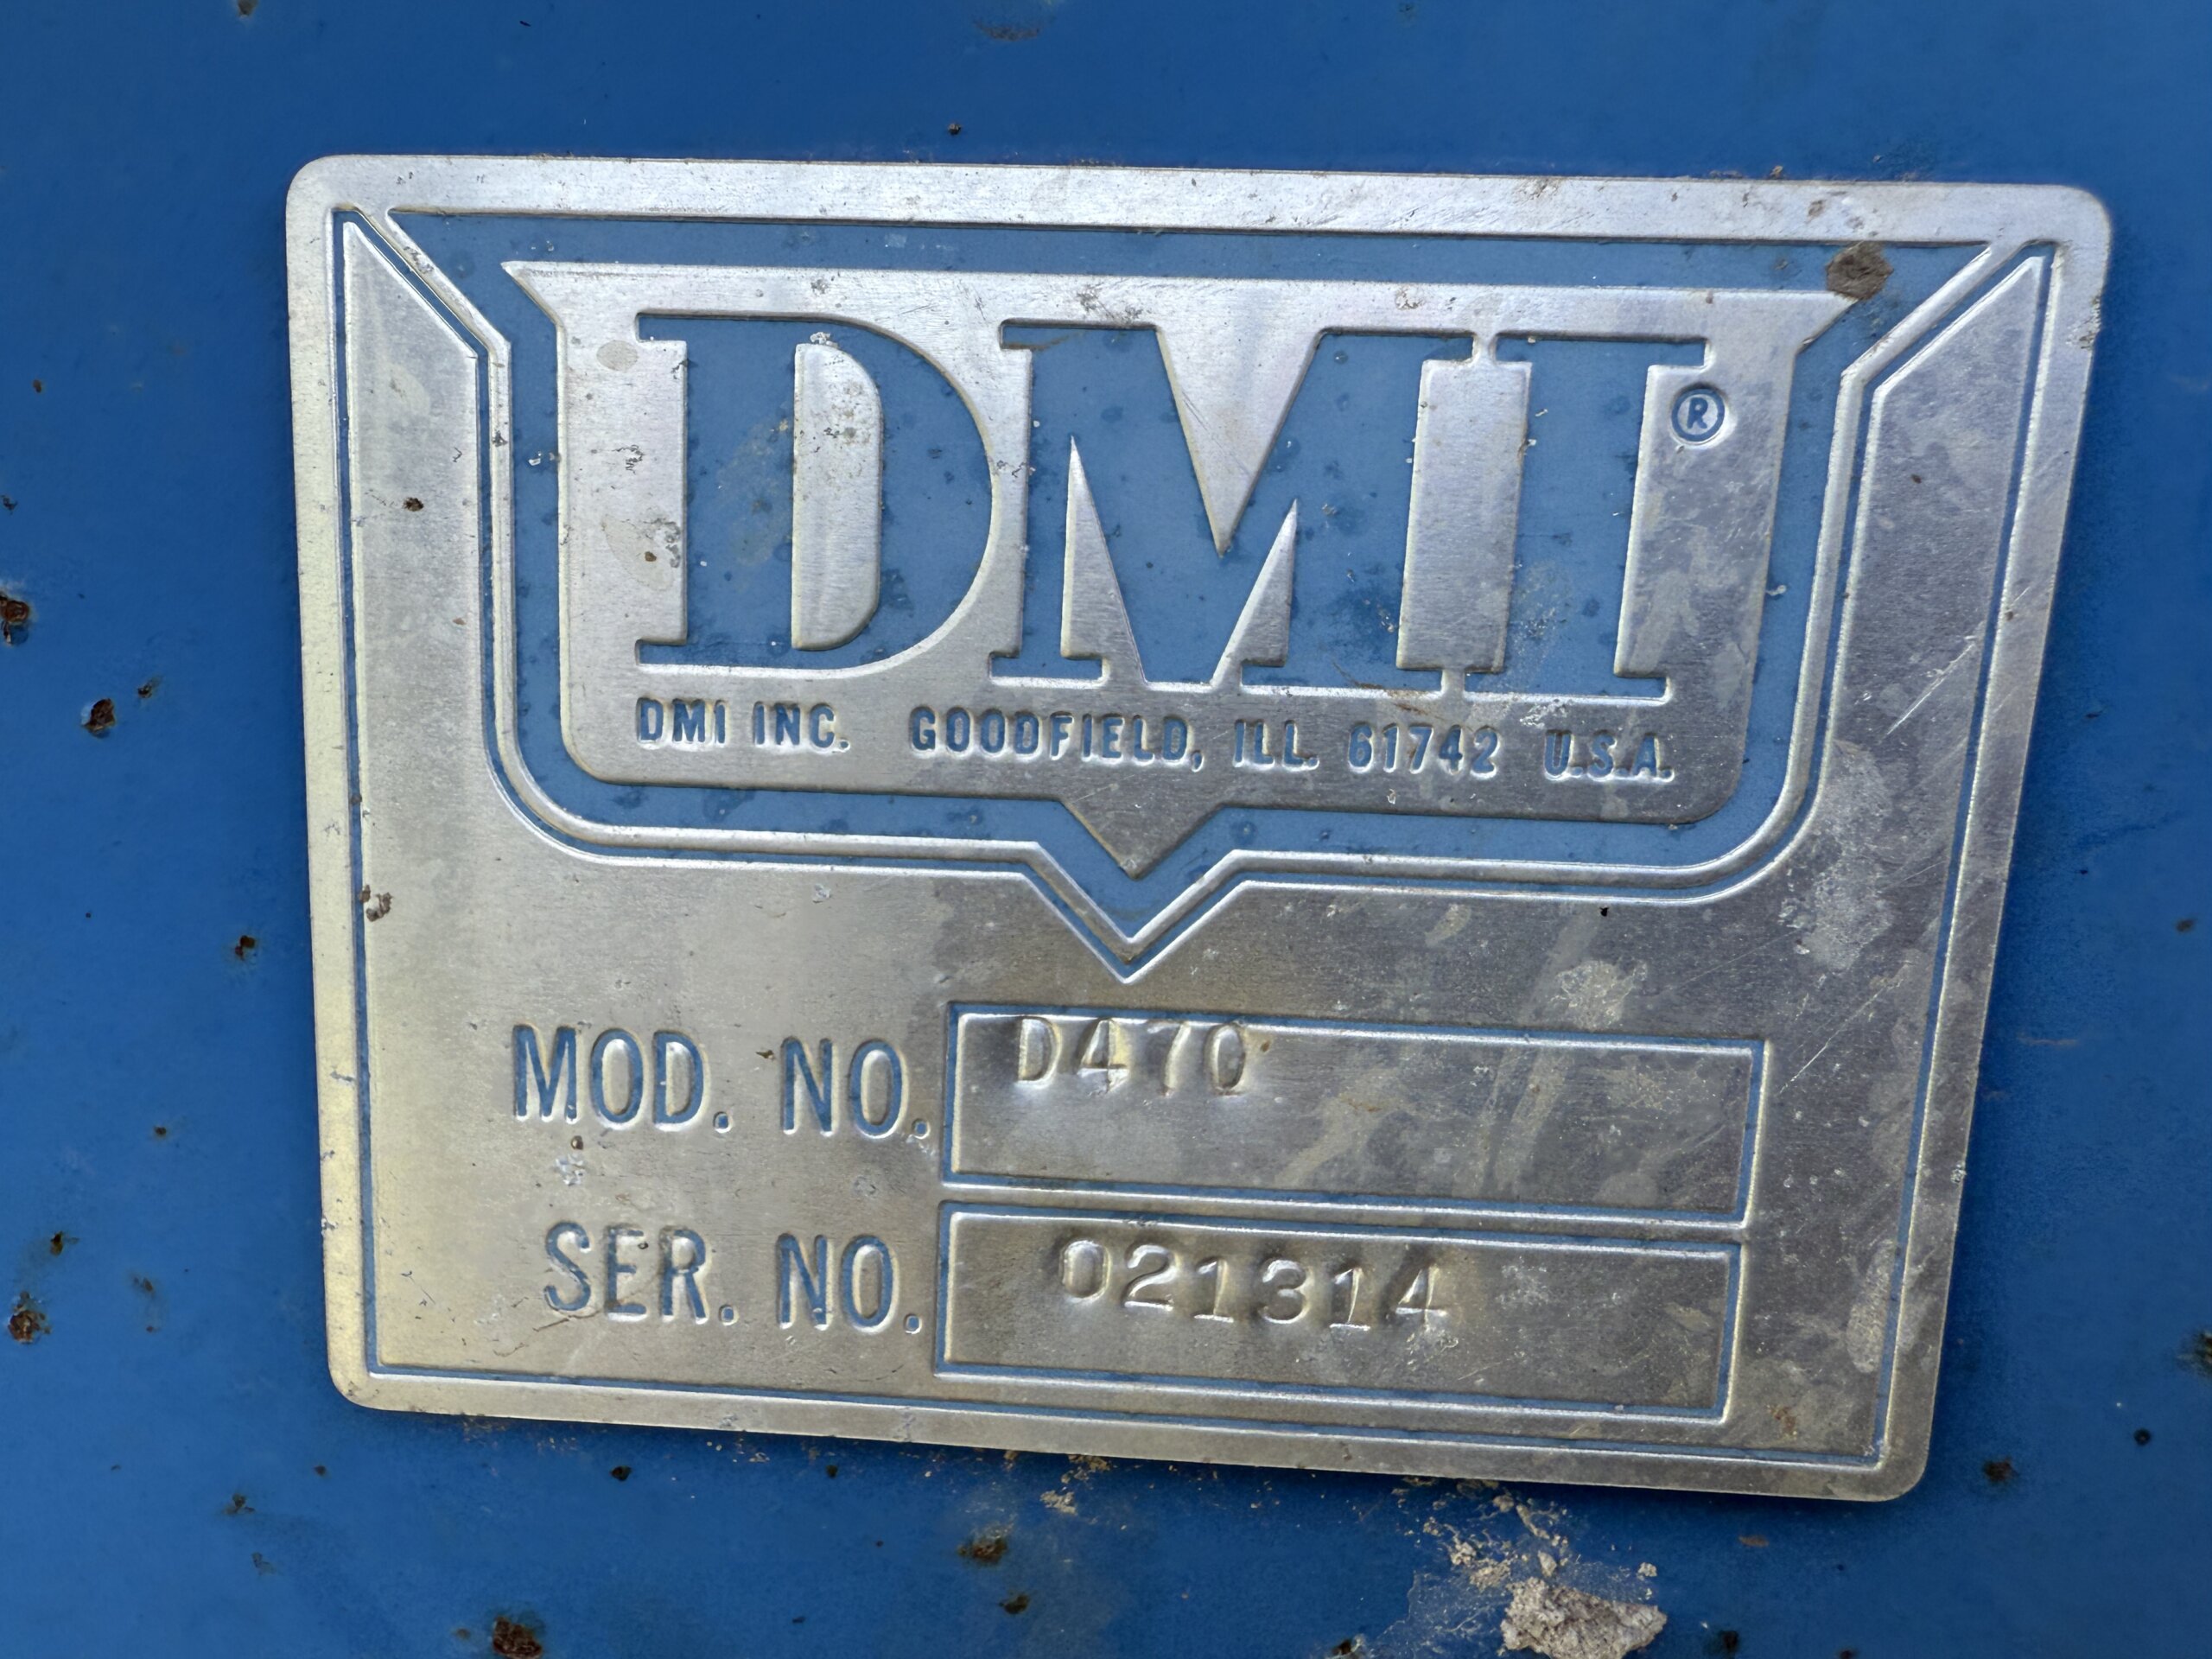 DMI®
DMI INC. GOODFIELD, ILL. 61742 U.S.A.
MOD. NO. D470
SER. NO. 021314